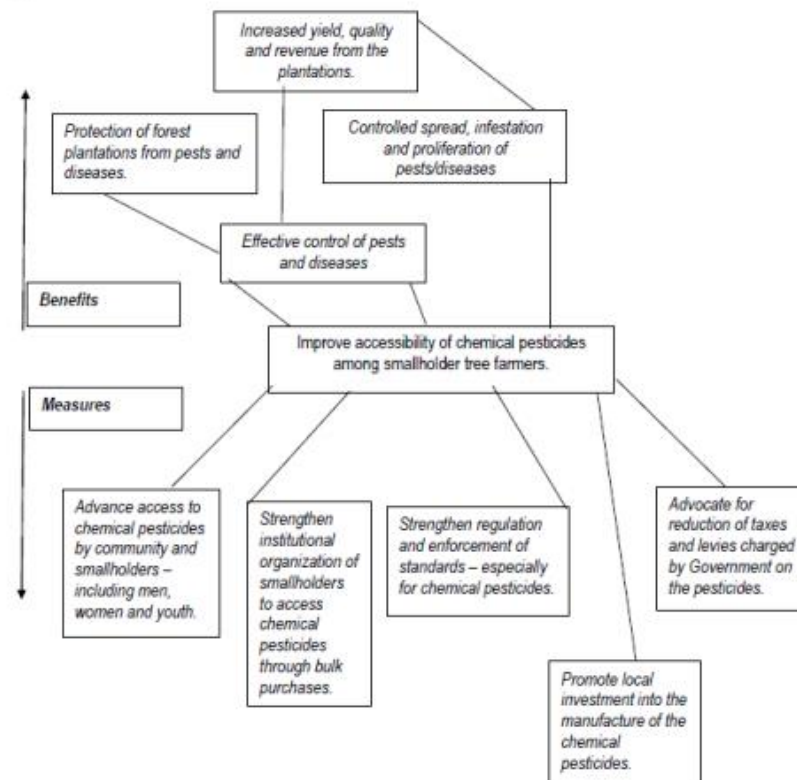 Increased yield, quality
and revenue from the
plantations.
Protection of forest
plantations from pests and
diseases.
Controlled spread, infestation
and proliferation of
pests/diseases
Effective control of pests
and diseases
Benefits
Improve accessibility of chemical pesticides
among smallholder tree farmers.
Measures
Advance access to
chemical pesticides
by community and
smallholders –
including men,
women and youth.
Strengthen
institutional
organization of
smallholders
to access
chemical
pesticides
through bulk
purchases.
Strengthen regulation
and enforcement of
standards – especially
for chemical pesticides.
Advocate for
reduction of taxes
and levies charged
by Government on
the pesticides.
Promote local
investment into the
manufacture of the
chemical
pesticides.